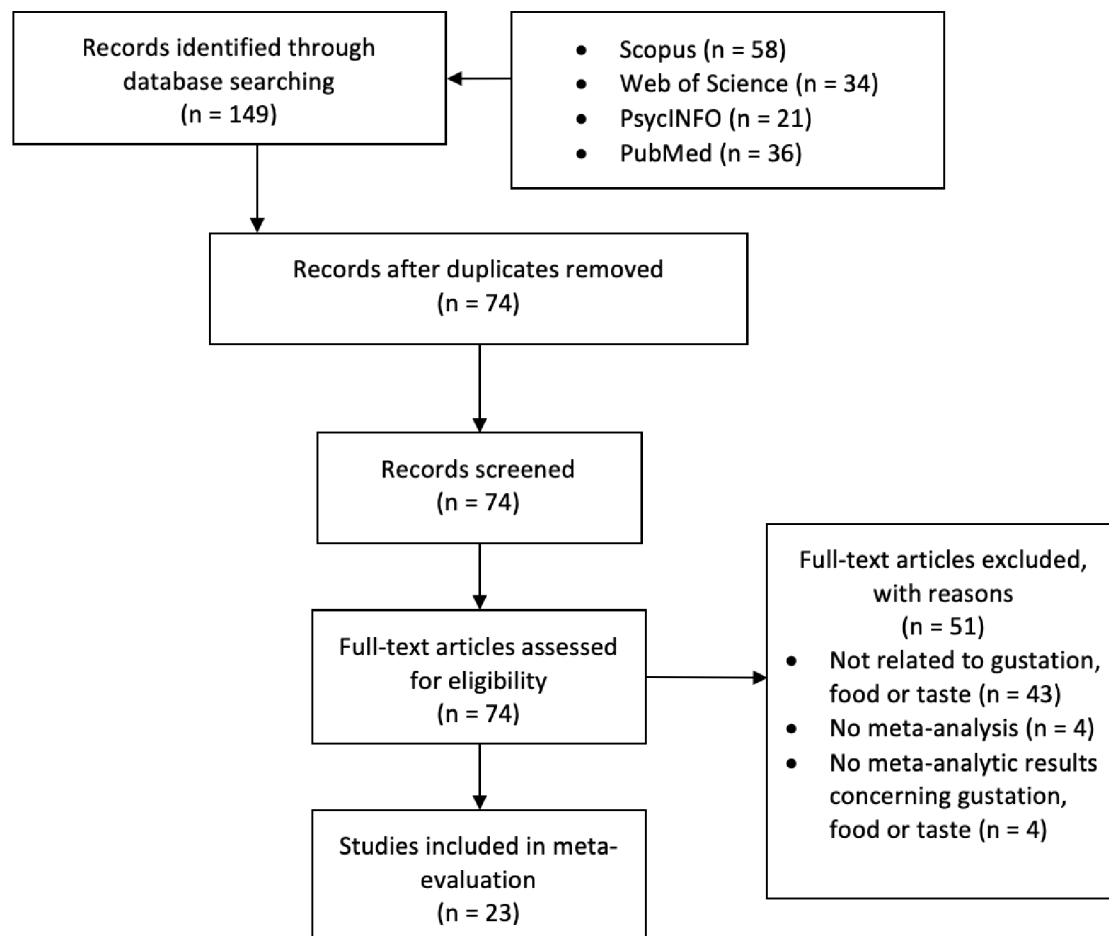 Records identified through
database searching
(n = 149)
• Scopus (n = 58)
• Web of Science (n = 34)
• PsycINFO (n = 21)
• PubMed (n = 36)
Records after duplicates removed
(n = 74)
Records screened
(n = 74)
Full-text articles assessed
for eligibility
(n = 74)
Full-text articles excluded,
with reasons
(n = 51)
• Not related to gustation,
food or taste (n = 43)
• No meta-analysis (n = 4)
• No meta-analytic results
concerning gustation,
food or taste (n = 4)
Studies included in meta-
evaluation
(n = 23)